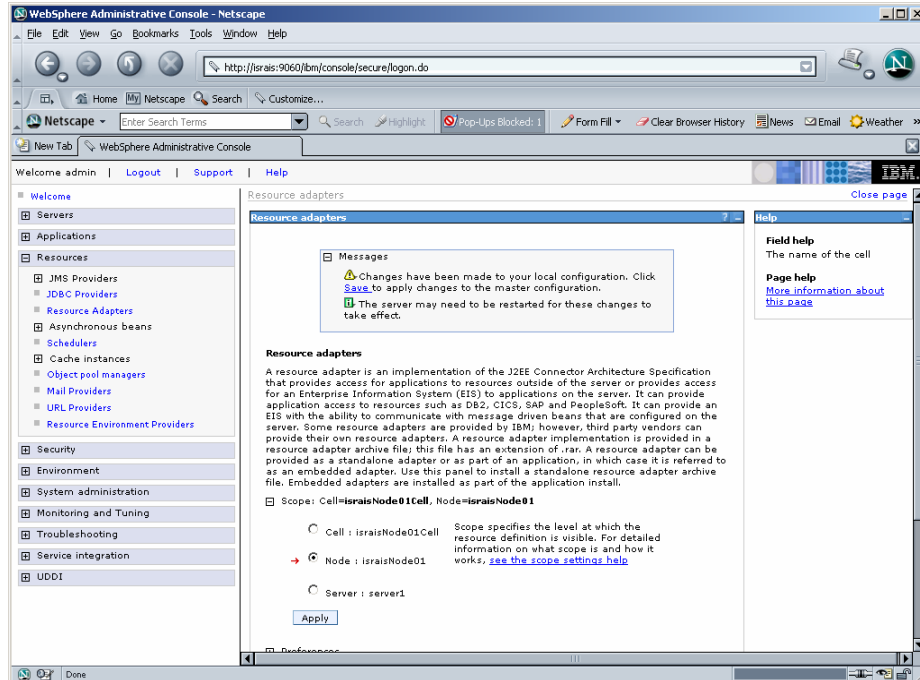 WebSphere Administrative Console - Netscape
File Edit View Go Bookmarks Tools Window Help
http://israis:9060/ibm/console/secure/logon.do
Home My Netscape Search Customize...
Netscape Enter Search Terms Search Highlight Pop-Ups Blocked: 1 Form Fill Clear Browser History News Email Weather »
New Tab WebSphere Administrative Console
Welcome admin | Logout | Support | Help
IBM.
Welcome
Servers
Applications
Resources
JMS Providers
JDBC Providers
Resource Adapters
Asynchronous beans
Schedulers
Cache instances
Object pool managers
Mail Providers
URL Providers
Resource Environment Providers
Security
Environment
System administration
Monitoring and Tuning
Troubleshooting
Service integration
UDDI
Resource adapters
Close page
Resource adapters ? –
Messages
Changes have been made to your local configuration. Click
Save to apply changes to the master configuration.
The server may need to be restarted for these changes to
take effect.
Resource adapters
A resource adapter is an implementation of the J2EE Connector Architecture Specification
that provides access for applications to resources outside of the server or provides access
for an Enterprise Information System (EIS) to applications on the server. It can provide
application access to resources such as DB2, CICS, SAP and PeopleSoft. It can provide an
EIS with the ability to communicate with message driven beans that are configured on the
server. Some resource adapters are provided by IBM; however, third party vendors can
provide their own resource adapters. A resource adapter implementation is provided in a
resource adapter archive file; this file has an extension of .rar. A resource adapter can be
provided as a standalone adapter or as part of an application, in which case it is referred to
as an embedded adapter. Use this panel to install a standalone resource adapter archive
file. Embedded adapters are installed as part of the application install.
Scope: Cell=israisNode01Cell, Node=israisNode01
Cell : israisNode01Cell
Node : israisNode01
Server : server1
Scope specifies the level at which the
resource definition is visible. For detailed
information on what scope is and how it
works, see the scope settings help
Apply
Preferences
Help –
Field help
The name of the cell
Page help
More information about
this page
Done